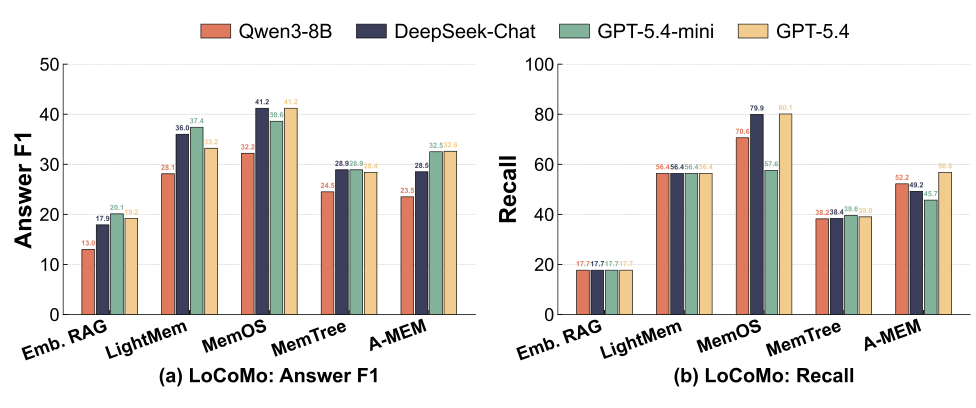 Qwen3-8B DeepSeek-Chat GPT-5.4-mini GPT-5.4
Answer F1
50
40
30
20
10
0
13.0 17.9 20.1 19.2
28.1 36.0 37.4 33.2
32.2 41.2 38.6 41.2
24.5 28.9 28.9 28.4
23.5 28.5 32.5 32.6
Emb. RAG LightMem MemOS MemTree A-MEM
(a) LoCoMo: Answer F1
Recall
100
80
60
40
20
0
17.7 17.7 17.7 17.7
56.4 56.4 56.4 56.4
70.6 79.9 57.6 80.1
38.2 38.4 39.6 39.0
52.2 49.2 45.7
Emb. RAG LightMem MemOS MemTree A-MEM
(b) LoCoMo: Recall